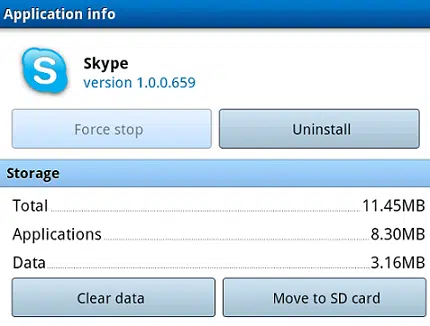 Application info
S
Skype
version 1.0.0.659
Force stop Uninstall
Storage
Total 11.45MB
Applications 8.30MB
Data 3.16MB
Clear data Move to SD card